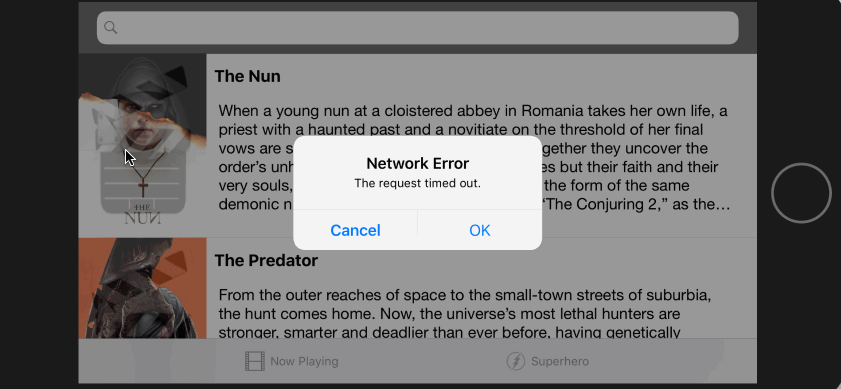 The Nun
When a young nun at a cloistered abbey in Romania takes her own life, a
priest with a haunted past and a novitiate on the threshold of her final
vows are s
gether they uncover the
order's unh
es but their faith and their
very souls,
the form of the same
demonic n
"The Conjuring 2," as the…
Network Error
The request timed out.
Cancel
OK
THE
NUN
The Predator
From the outer reaches of space to the small-town streets of suburbia,
the hunt comes home. Now, the universe's most lethal hunters are
stronger, smarter and deadlier than ever before, having genetically
Now Playing
Superhero